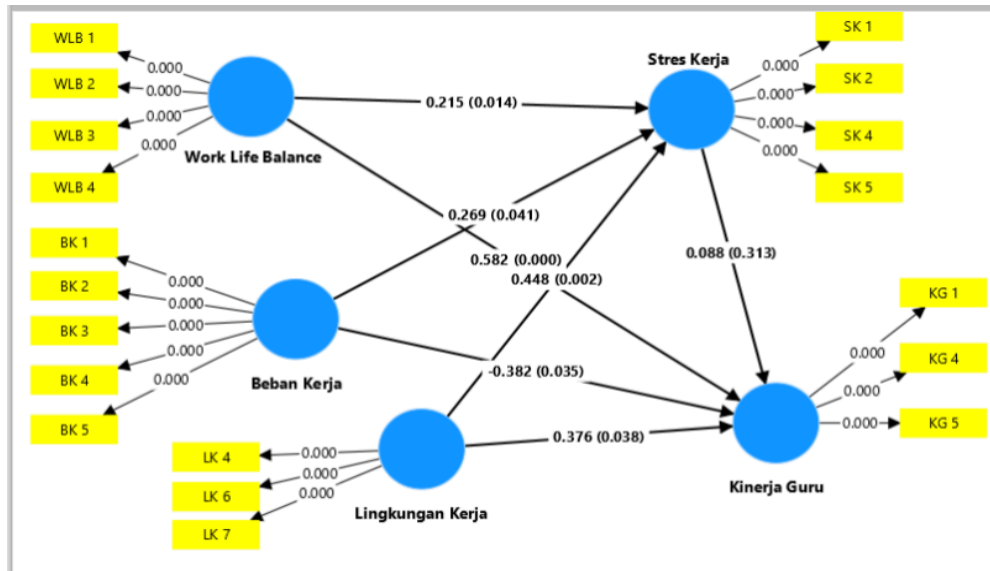 WLB 1
0.000
WLB 2
0.000
WLB 3
0.000
WLB 4
0.000
Work Life Balance
BK 1
0.000
BK 2
0.000
BK 3
0.000
BK 4
0.000
BK 5
0.000
Beban Kerja
LK 4
0.000
LK 6
0.000
LK 7
0.000
Lingkungan Kerja
0.215 (0.014)
0.269 (0.041)
0.582 (0.000)
0.448 (0.002)
-0.382 (0.035)
0.376 (0.038)
0.088 (0.313)
Stres Kerja
SK 1
0.000
SK 2
0.000
SK 4
0.000
SK 5
0.000
KG 1
0.000
KG 4
0.000
KG 5
0.000
Kinerja Guru